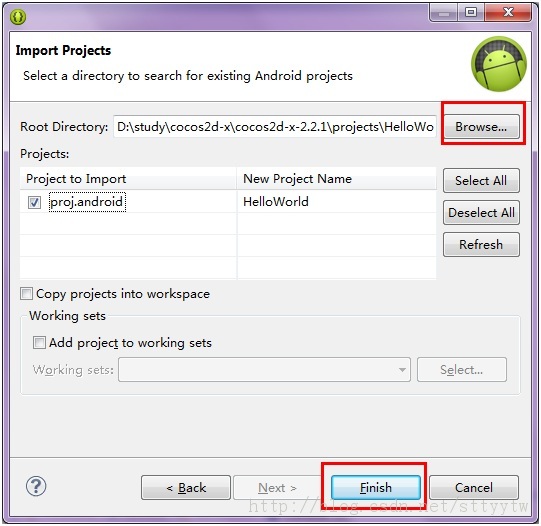 Import Projects
Select a directory to search for existing Android projects
Root Directory: D:\study\cocos2d-x\cocos2d-x-2.2.1\projects\HelloWo Browse...
Projects:
Project to Import New Project Name
proj.android HelloWorld
Select All
Deselect All
Refresh
Copy projects into workspace
Working sets
Add project to working sets
Working sets: Select...
? < Back Next > Finish Cancel
http://blog.csdn.net/sttyytw